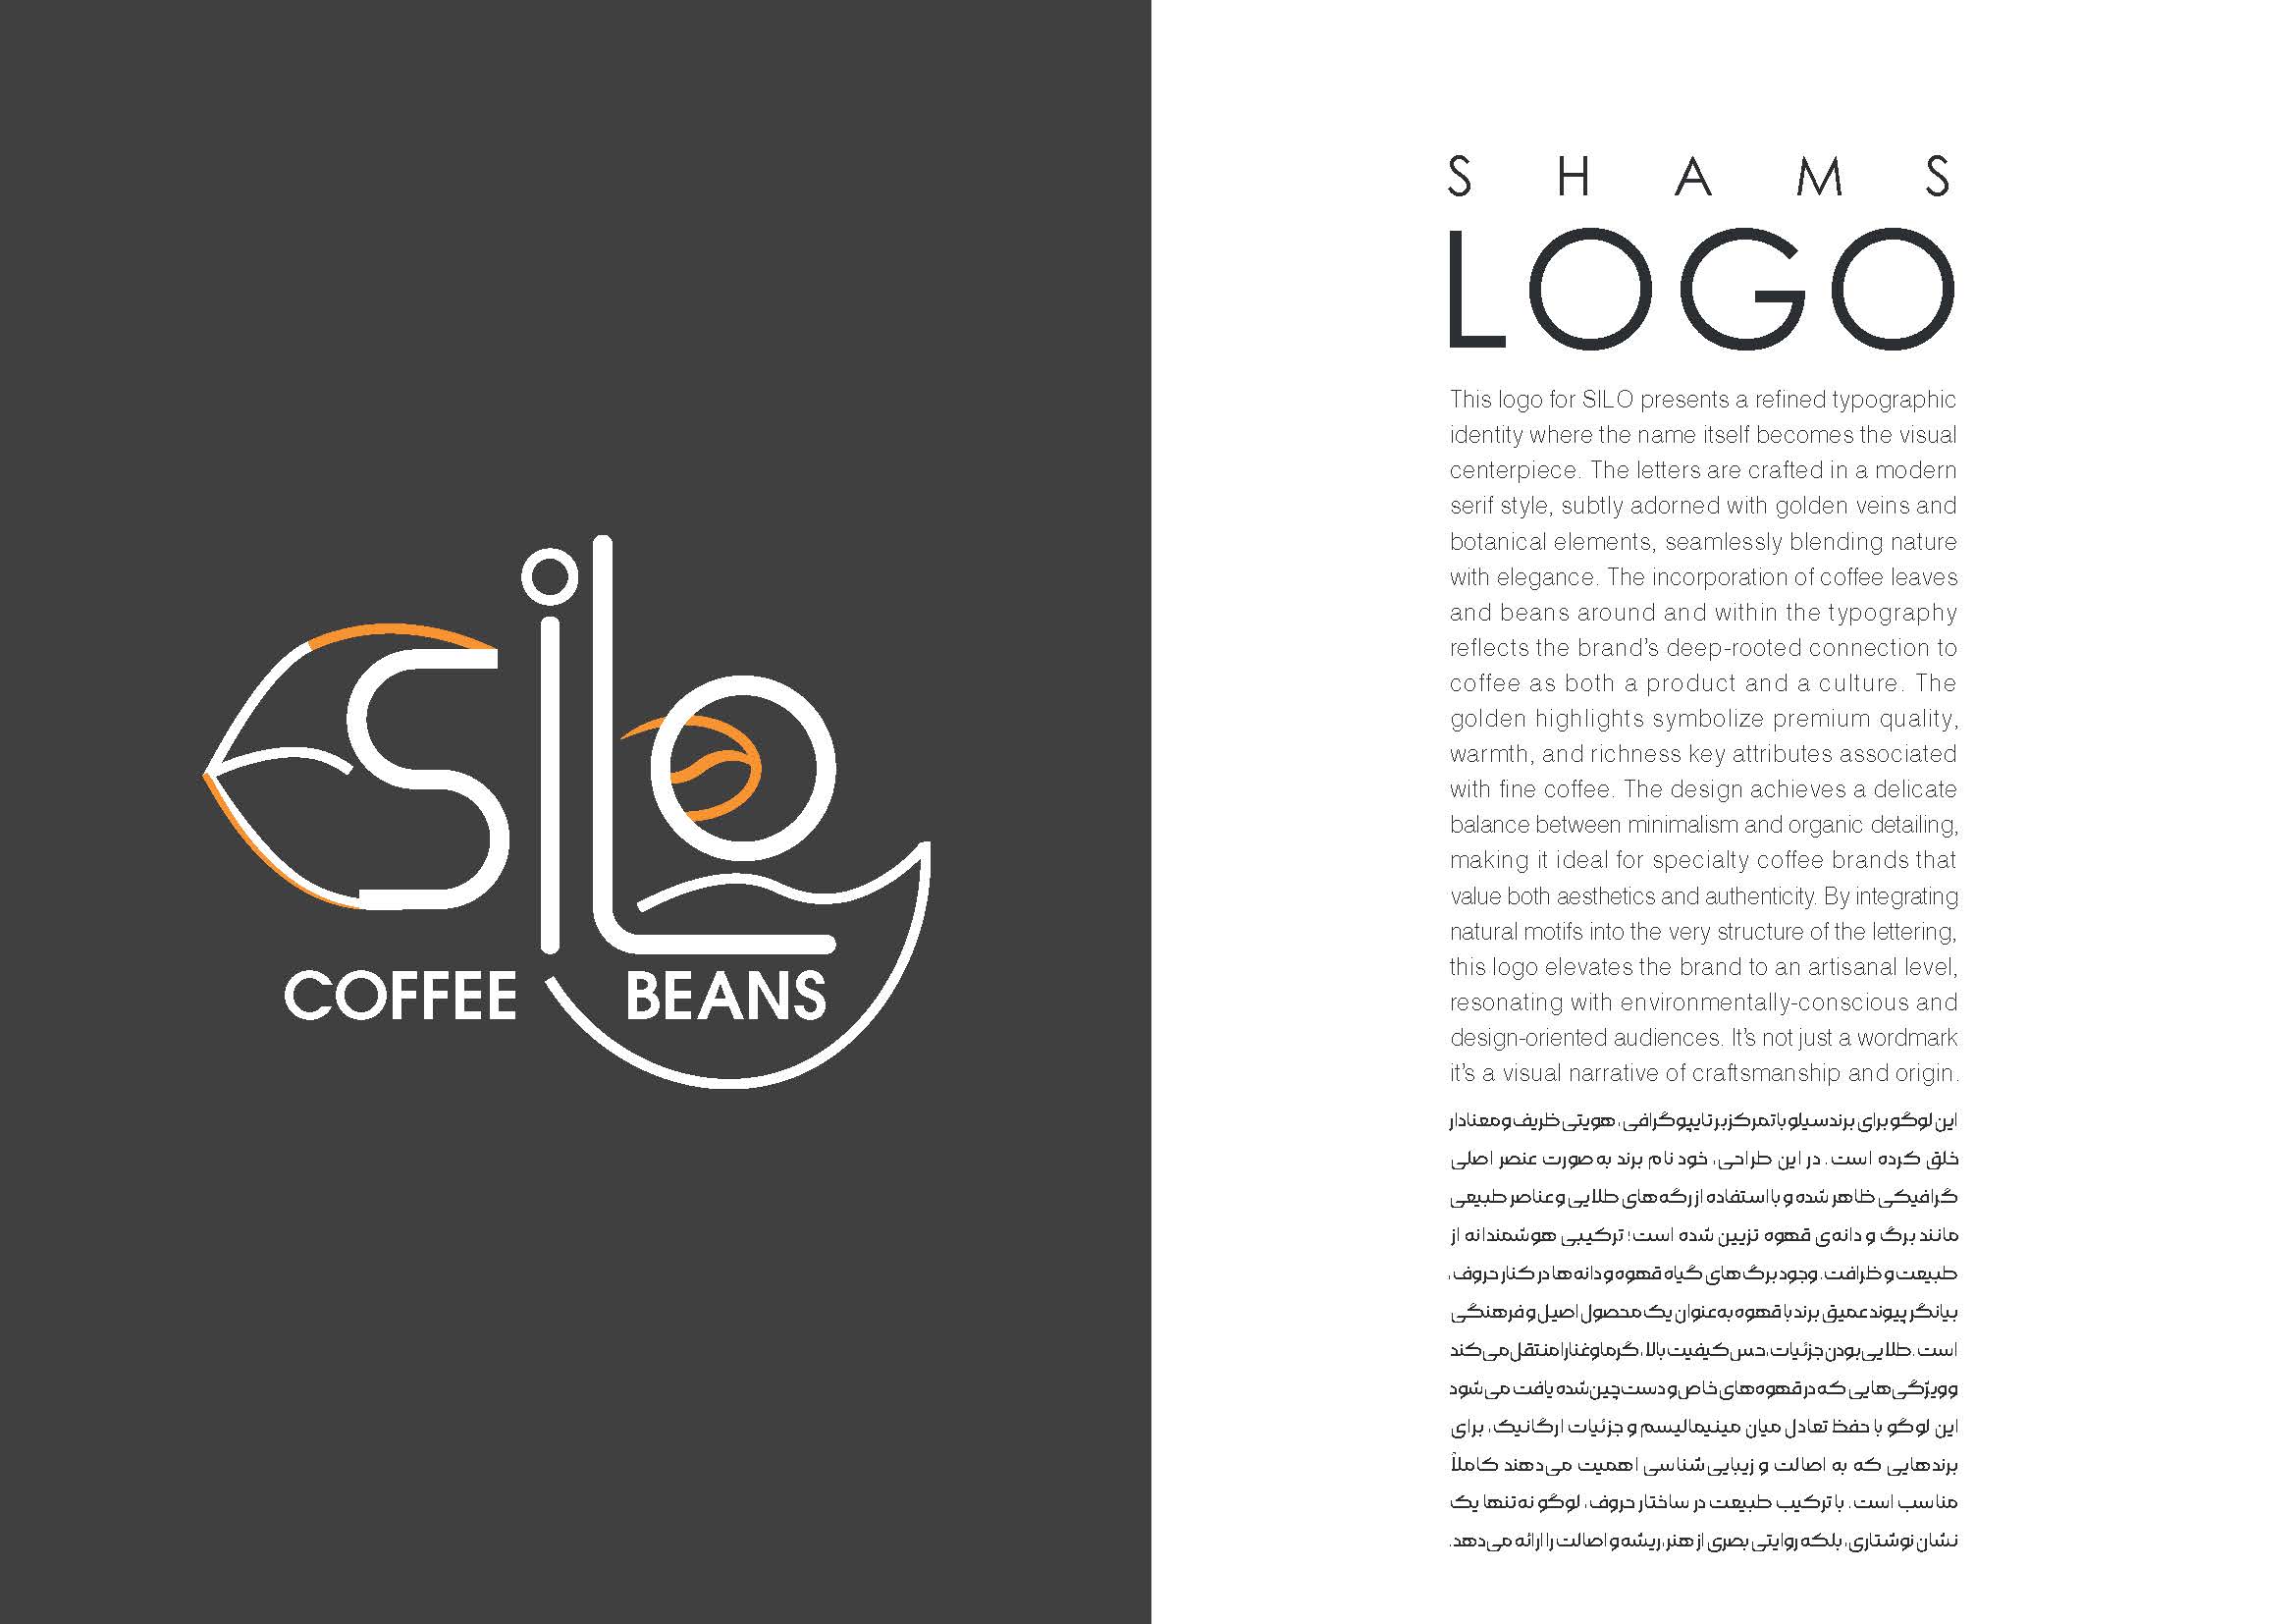 SiLO
COFFEE BEANS
SHAMS
LOGO
This logo for SILO presents a refined typographic
identity where the name itself becomes the visual
centerpiece. The letters are crafted in a modern
serif style, subtly adorned with golden veins and
botanical elements, seamlessly blending nature
with elegance. The incorporation of coffee leaves
and beans around and within the typography
reflects the brand’s deep-rooted connection to
coffee as both a product and a culture. The
golden highlights symbolize premium quality,
warmth, and richness key attributes associated
with fine coffee. The design achieves a delicate
balance between minimalism and organic detailing,
making it ideal for specialty coffee brands that
value both aesthetics and authenticity. By integrating
natural motifs into the very structure of the lettering,
this logo elevates the brand to an artisanal level,
resonating with environmentally-conscious and
design-oriented audiences. It’s not just a wordmark
it’s a visual narrative of craftsmanship and origin.
این لوگو برای برند سیلو با تمرکز بر تایپوگرافی، هویتی ظریف و معنادار
خلق کرده است. در این طراحی، خود نام برند به صورت عنصر اصلی
گرافیکی ظاهر شده و با استفاده از رگه‌های طلایی و عناصر طبیعی
مانند برگ و دانه‌ی قهوه تزیین شده است؛ ترکیبی هوشمندانه از
طبیعت و ظرافت. وجود برگ‌های گیاه قهوه و دانه‌ها در کنار حروف،
بیانگر پیوند عمیق برند با قهوه به‌عنوان یک محصول اصیل و فرهنگی
است. طلایی بودن جزئیات، حس کیفیت بالا، گرما و غنا را منتقل می‌کند
و ویژگی‌هایی که در قهوه‌های خاص و دست‌چین‌شده یافت می‌شود
این لوگو با حفظ تعادل میان مینیمالیسم و جزئیات ارگانیک، برای
برندهایی که به اصالت و زیبایی‌شناسی اهمیت می‌دهند کاملاً
مناسب است. با ترکیب طبیعت در ساختار حروف، لوگو نه‌تنها یک
نشان نوشتاری، بلکه روایتی بصری از هنر، ریشه و اصالت را ارائه می‌دهد.